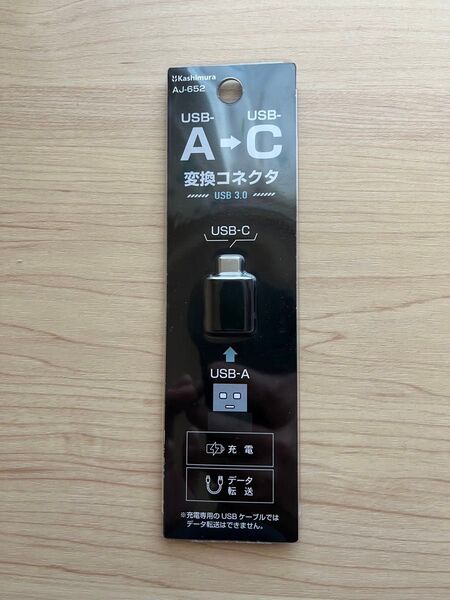 Kashimura
AJ-652
USB- USB-
A➡C
変換コネクタ
USB 3.0
USB-C
USB-A
充電
データ
転送
※充電専用のUSBケーブルでは
データ転送はできません。